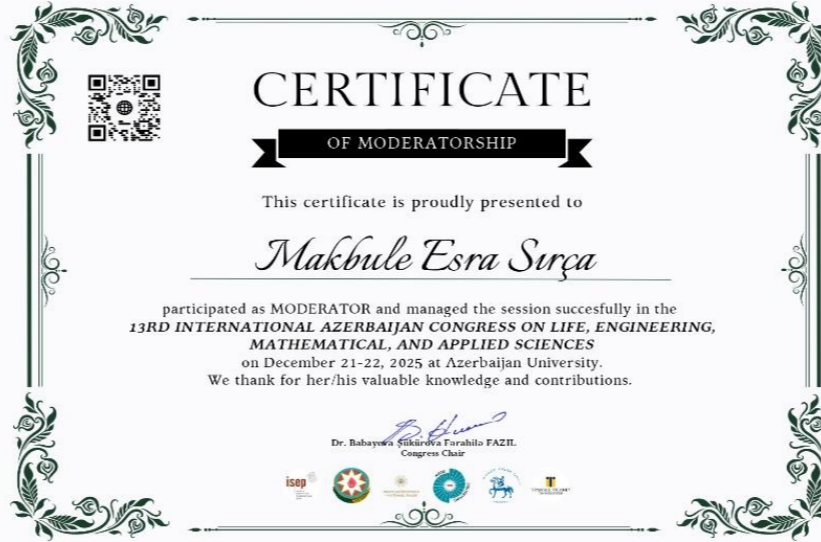 CERTIFICATE
OF MODERATORSHIP
This certificate is proudly presented to
Makbule Esra Sırça
participated as MODERATOR and managed the session succesfully in the
13RD INTERNATIONAL AZERBAIJAN CONGRESS ON LIFE, ENGINEERING,
MATHEMATICAL, AND APPLIED SCIENCES
on December 21-22, 2025 at Azerbaijan University.
We thank for her/his valuable knowledge and contributions.
Dr. Babayeva Şükürova Farahila FAZIL
Congress Chair
isep